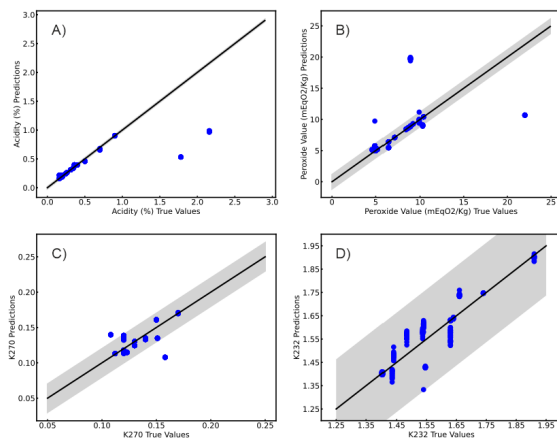 A)
3.0
2.5
2.0
1.5
1.0
0.5
0.0
Acidity (%) Predictions
0.0 0.5 1.0 1.5 2.0 2.5 3.0
Acidity (%) True Values
B)
25
20
15
10
5
0
Peroxide Value (mEqO2/Kg) Predictions
0 5 10 15 20 25
Peroxide Value (mEqO2/Kg) True Values
C)
0.25
0.20
0.15
0.10
0.05
K270 Predictions
0.05 0.10 0.15 0.20 0.25
K270 True Values
D)
1.95
1.85
1.75
1.65
1.55
1.45
1.35
1.25
K232 Predictions
1.25 1.35 1.45 1.55 1.65 1.75 1.85 1.95
K232 True Values